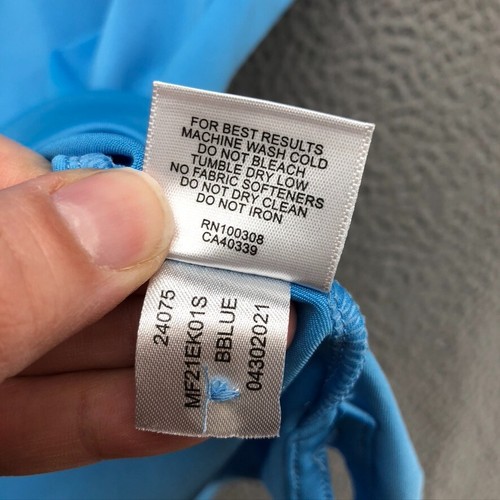 FOR BEST RESULTS
MACHINE WASH COLD
DO NOT BLEACH
TUMBLE DRY LOW
NO FABRIC SOFTENERS
DO NOT DRY CLEAN
DO NOT IRON
RN100308
CA40339
24075
MF21EK01S
BBLUE
04302021